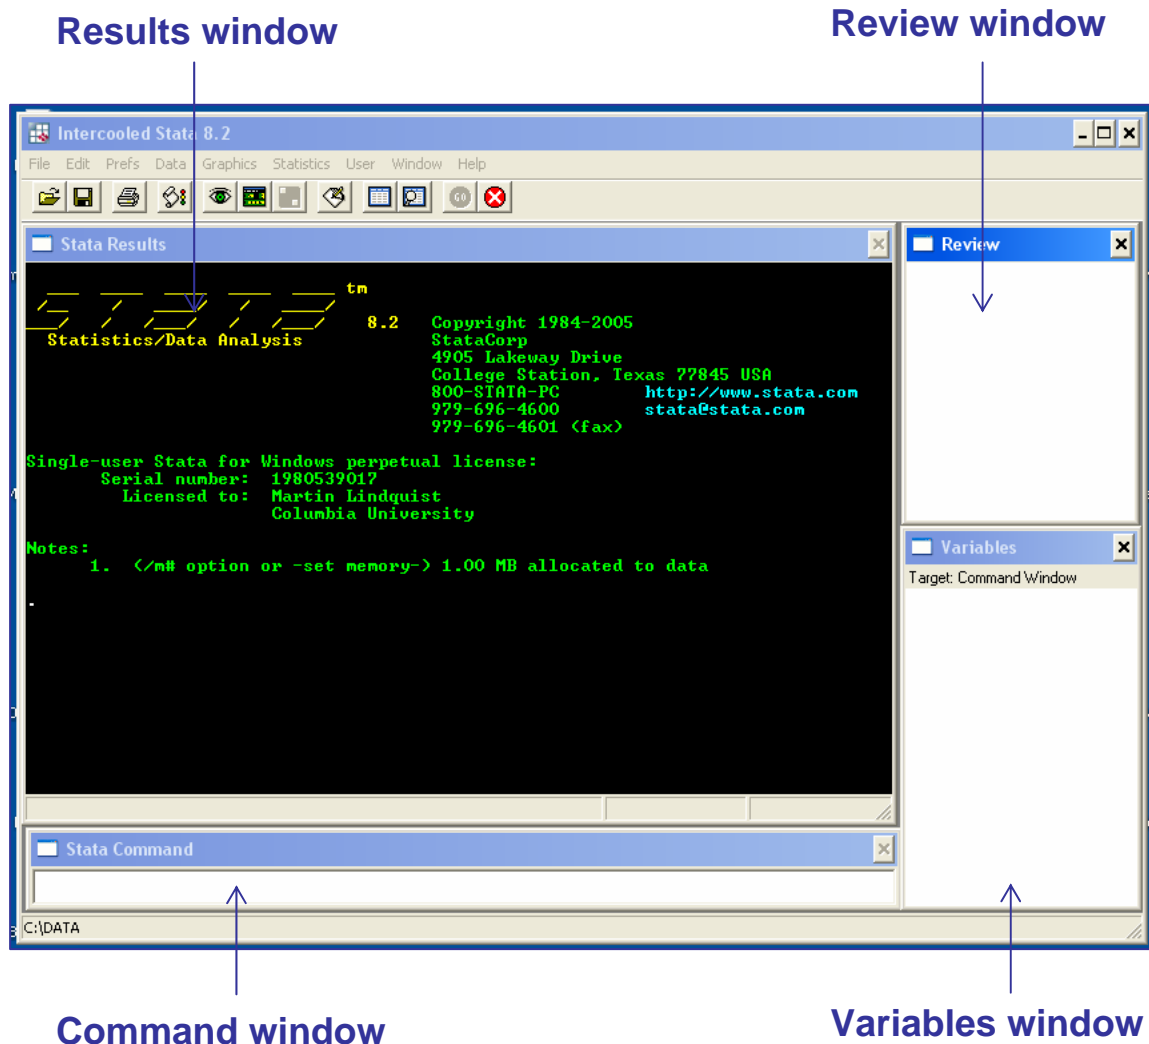 Results window
Review window
Intercooled Stata 8.2
File Edit Prefs Data Graphics Statistics User Window Help
GO
Stata Results
Review
tm
STATA 8.2 Copyright 1984-2005
Statistics/Data Analysis StataCorp
4905 Lakeway Drive
College Station, Texas 77845 USA
800-STATA-PC http://www.stata.com
979-696-4600 stata@stata.com
979-696-4601 (fax)
Single-user Stata for Windows perpetual license:
Serial number: 1980539017
Licensed to: Martin Lindquist
Columbia University
Notes:
1. (/m# option or -set memory-) 1.00 MB allocated to data
.
Variables
Target: Command Window
Stata Command
C:\DATA
Command window
Variables window